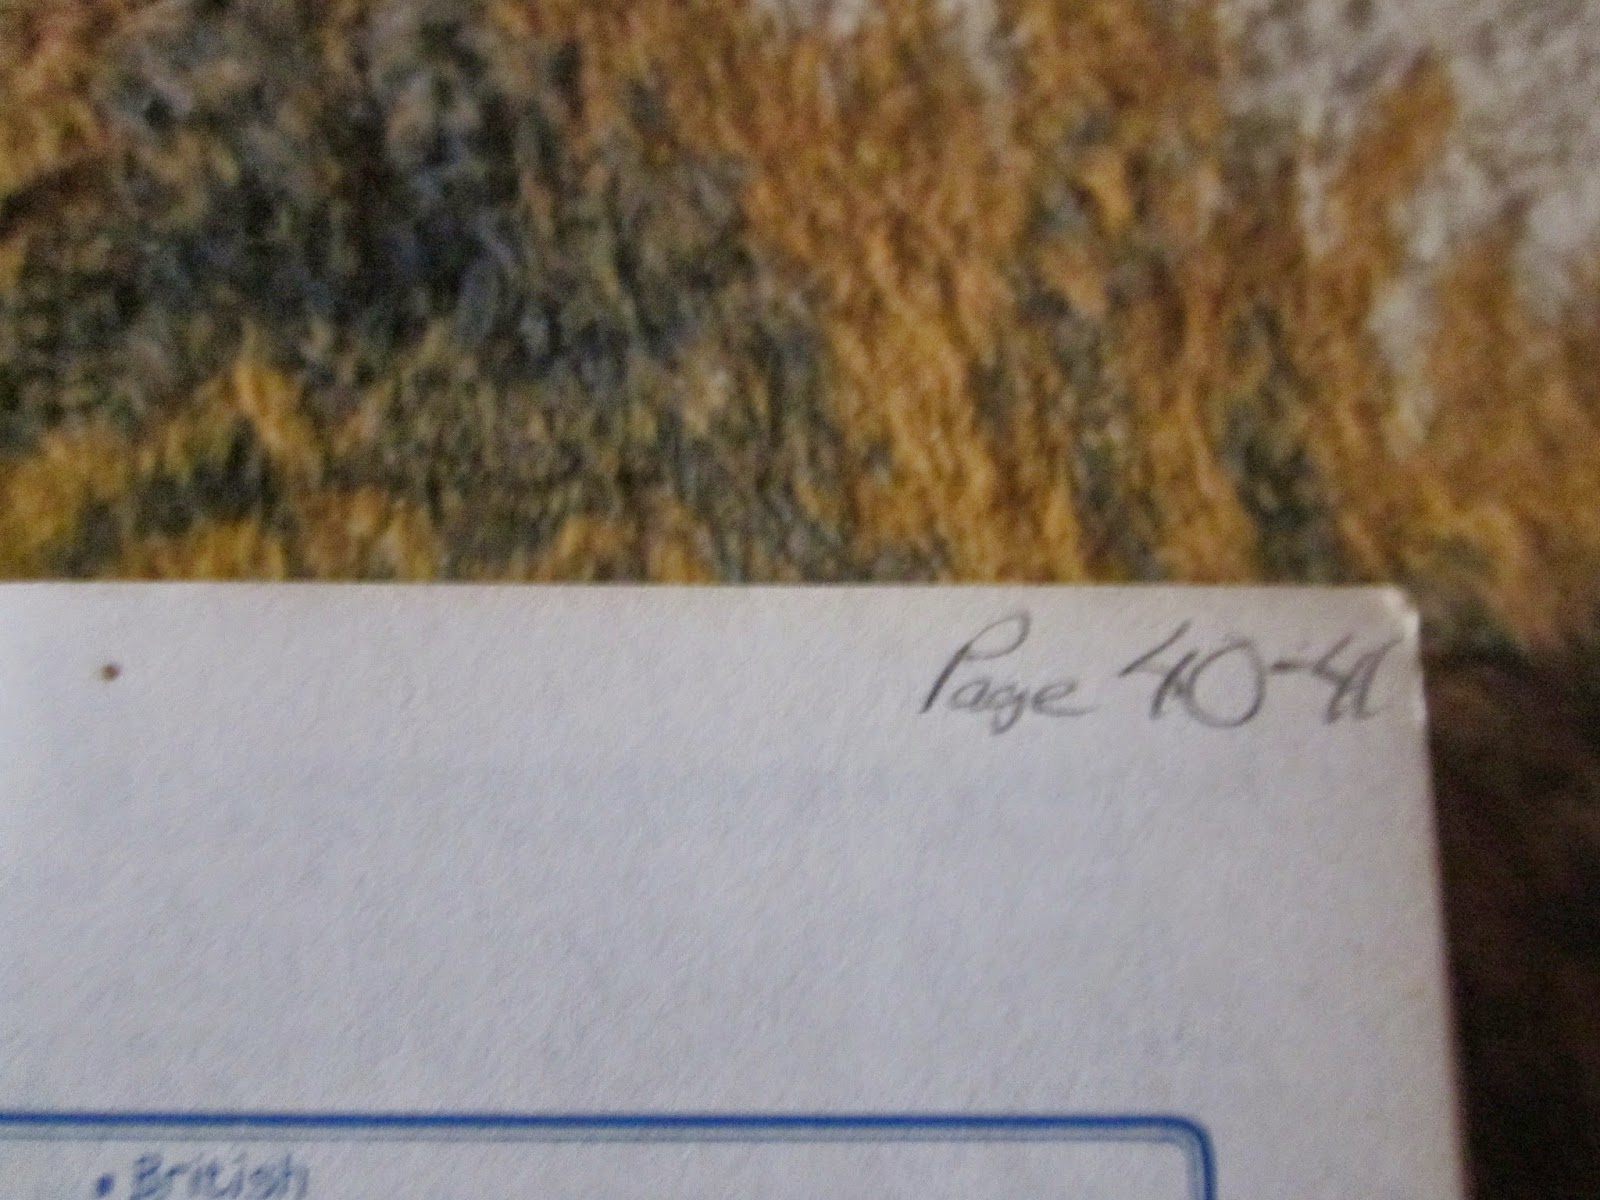 Page 40-41
• British